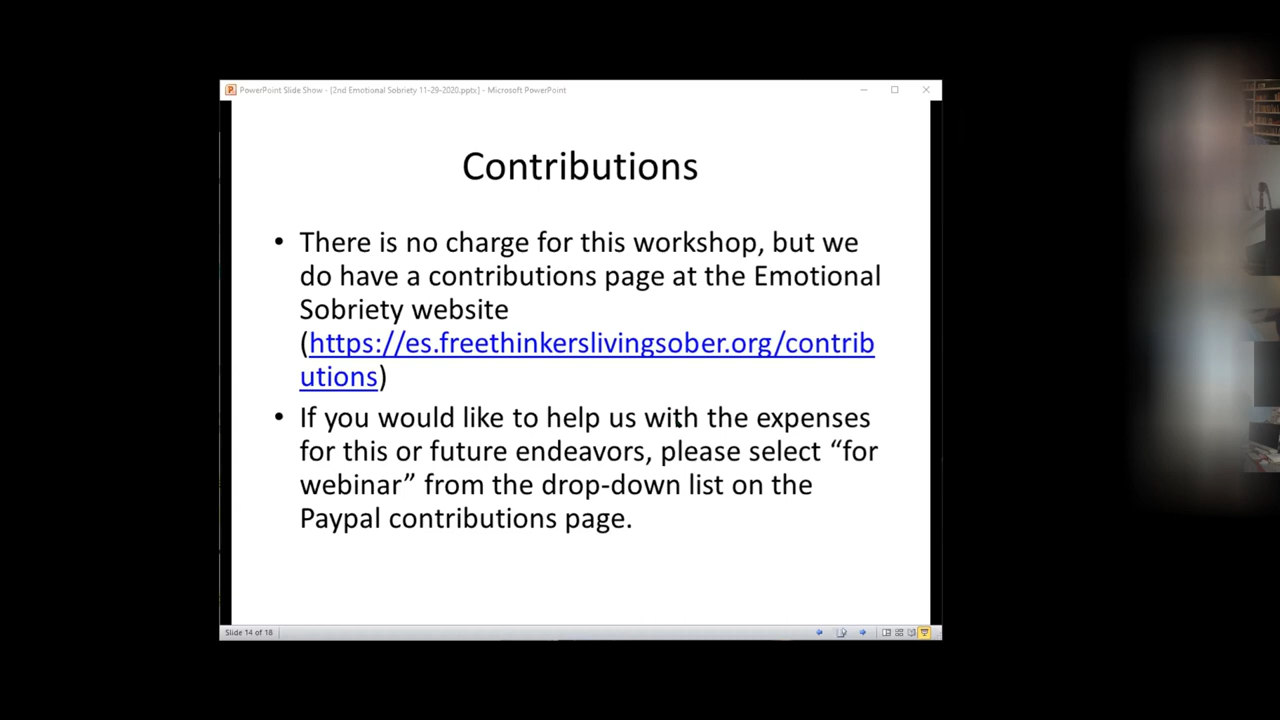 PowerPoint Slide Show - [2nd Emotional Sobriety 11-29-2020.pptx] - Microsoft PowerPoint
Contributions
• There is no charge for this workshop, but we
do have a contributions page at the Emotional
Sobriety website
(https://es.freethinkerslivingsober.org/contrib
utions)
• If you would like to help us with the expenses
for this or future endeavors, please select “for
webinar” from the drop-down list on the
Paypal contributions page.
Slide 14 of 18